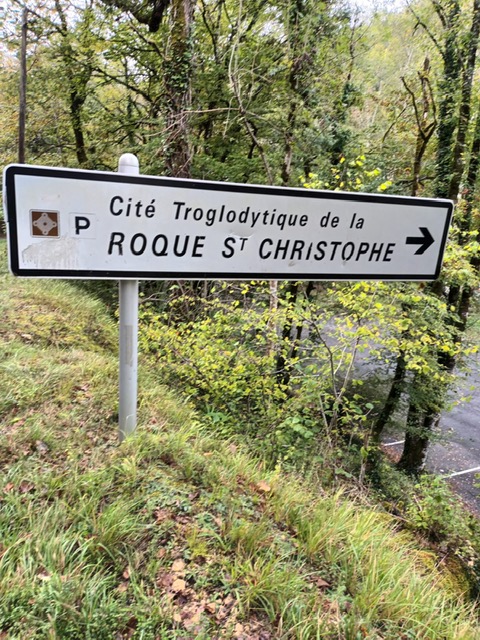 Cité Troglodytique de la
P ROQUE ST CHRISTOPHE